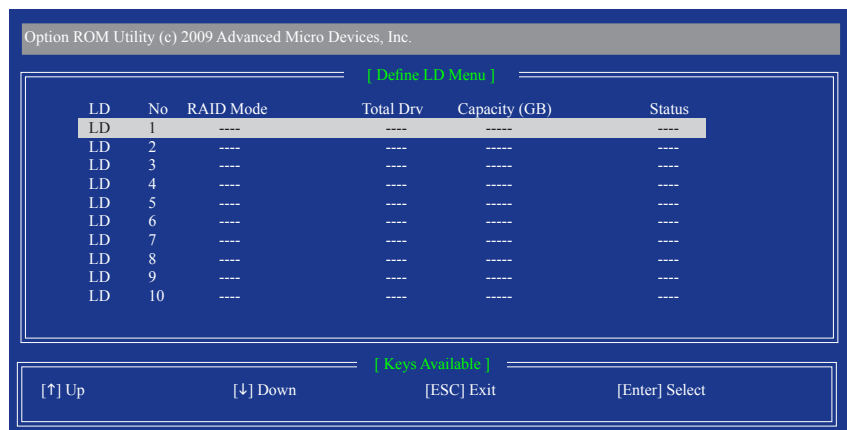 Option ROM Utility (c) 2009 Advanced Micro Devices, Inc.
[ Define LD Menu ]
LD No RAID Mode Total Drv Capacity (GB) Status
LD 1 ---- ---- ----- ----
LD 2 ---- ---- ----- ----
LD 3 ---- ---- ----- ----
LD 4 ---- ---- ----- ----
LD 5 ---- ---- ----- ----
LD 6 ---- ---- ----- ----
LD 7 ---- ---- ----- ----
LD 8 ---- ---- ----- ----
LD 9 ---- ---- ----- ----
LD 10 ---- ---- ----- ----
[ Keys Available ]
[↑] Up [↓] Down [ESC] Exit [Enter] Select